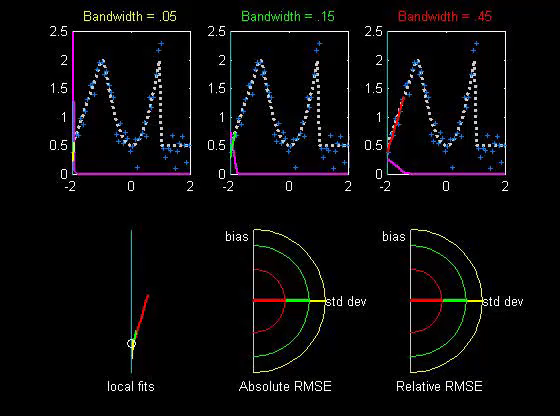 Bandwidth = .05 Bandwidth = .15 Bandwidth = .45
2.5 2.5 2.5
2 2 2
1.5 1.5 1.5
1 1 1
0.5 0.5 0.5
0 0 0
-2 0 2 -2 0 2 -2 0 2
bias bias
std dev std dev
local fits Absolute RMSE Relative RMSE